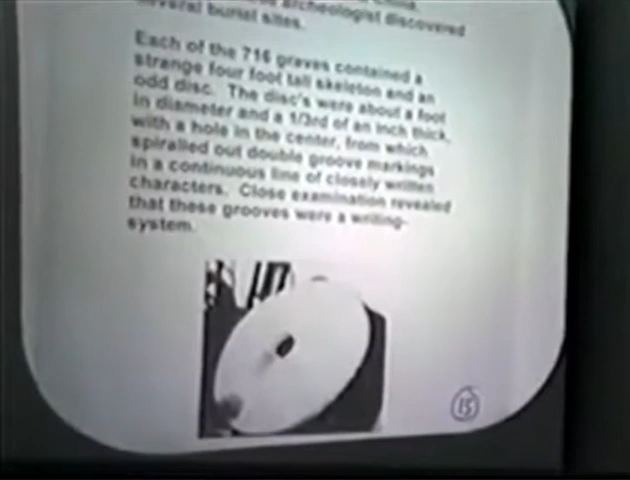 archeologist discovered
several burial sites.
Each of the 716 graves contained a
strange four foot tall skeleton and an
odd disc. The disc's were about a foot
in diameter and a 1/3rd of an inch thick,
with a hole in the center, from which
spiralled out double groove markings
in a continuous line of closely written
characters. Close examination revealed
that these grooves were a writing-
system.
15